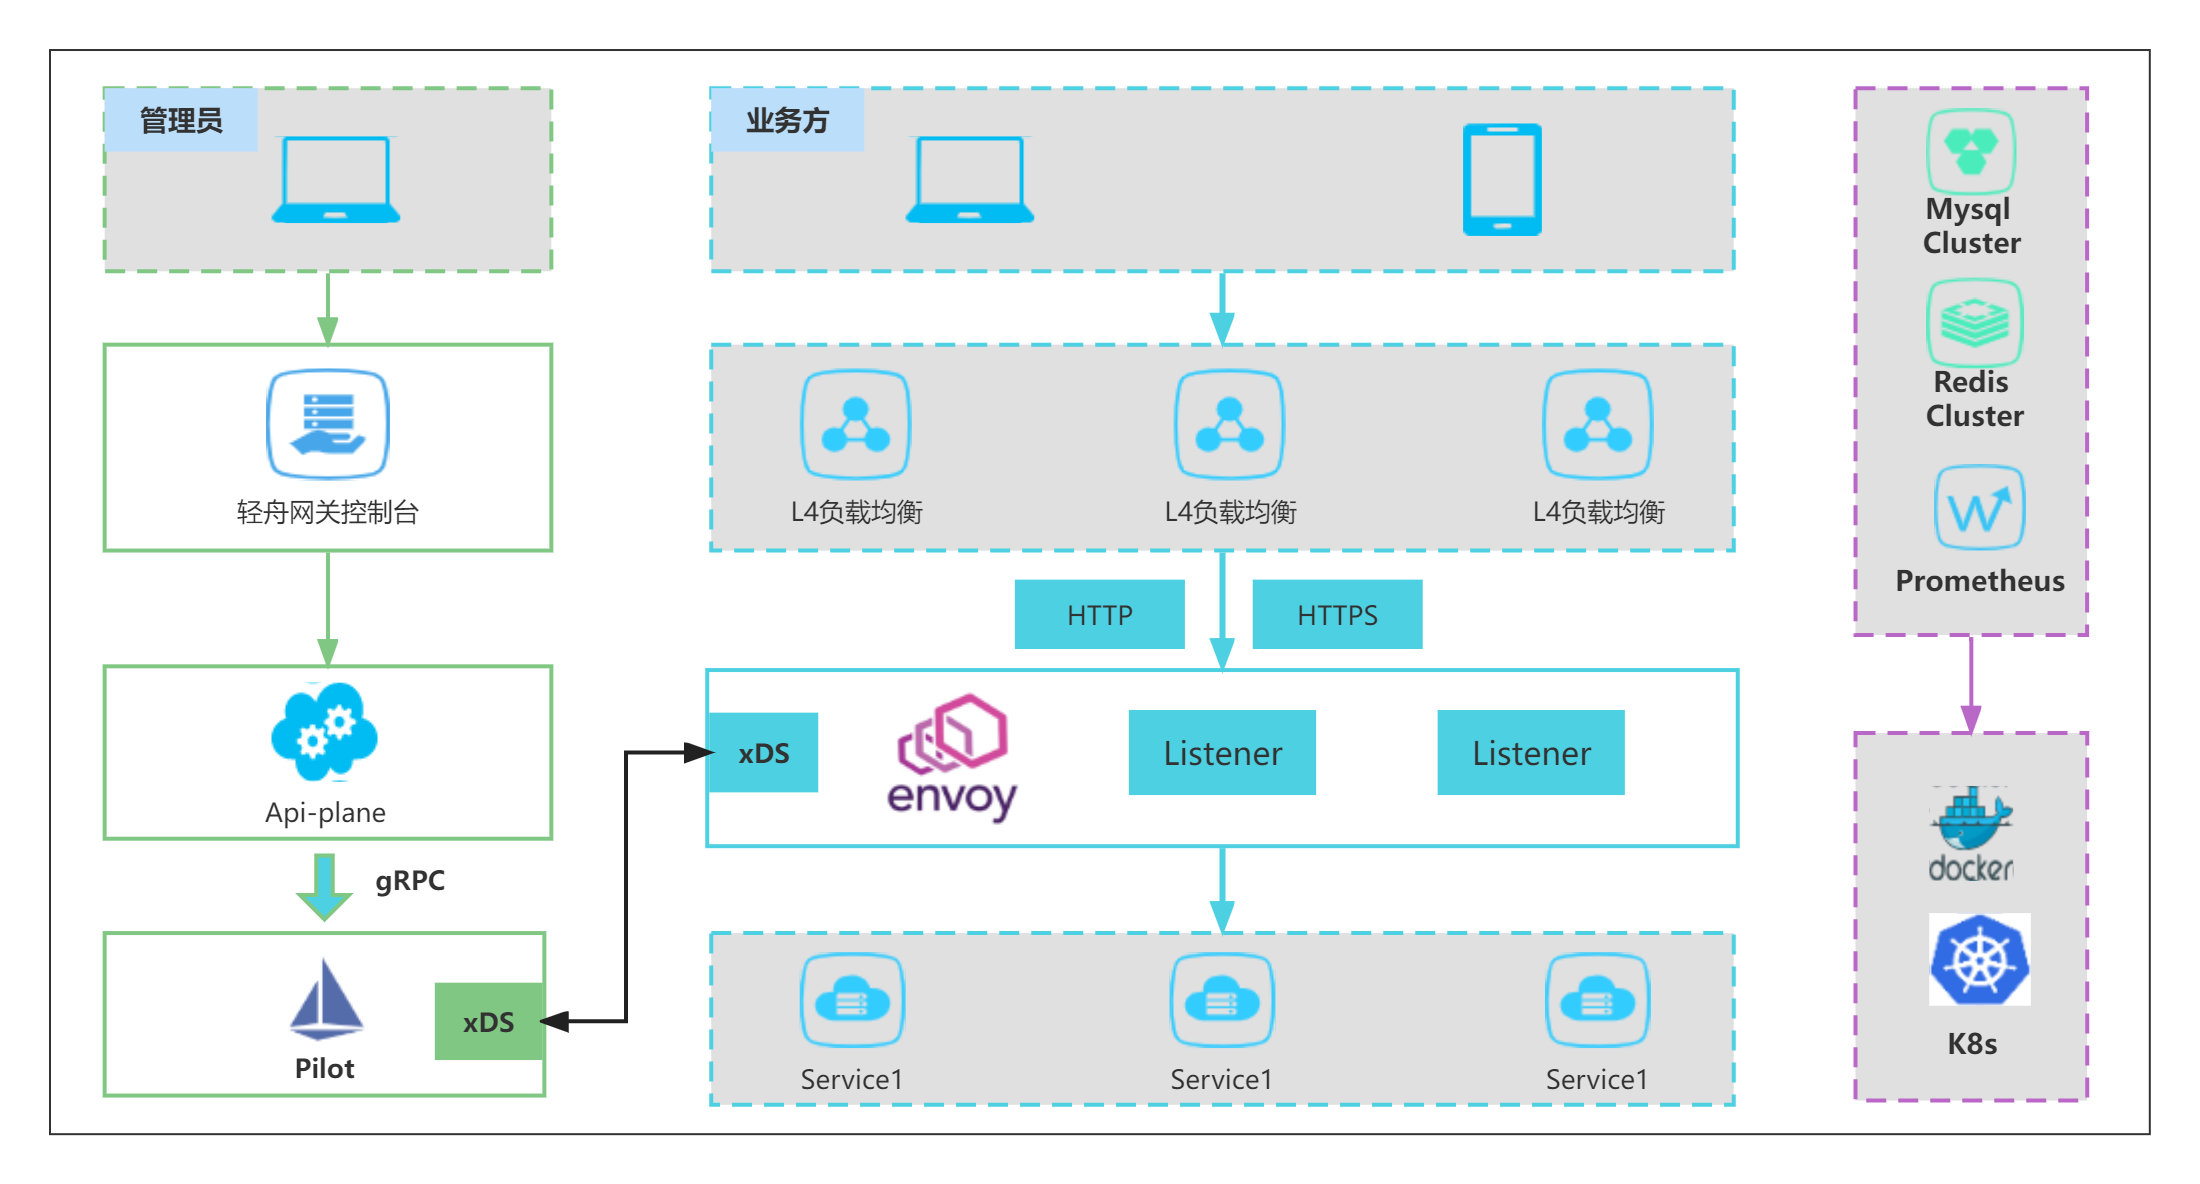 管理员
轻舟网关控制台
Api-plane
gRPC
Pilot
xDS
业务方
L4负载均衡
L4负载均衡
L4负载均衡
HTTP
HTTPS
xDS
envoy
Listener
Listener
Service1
Service1
Service1
Mysql
Cluster
Redis
Cluster
Prometheus
docker
K8s